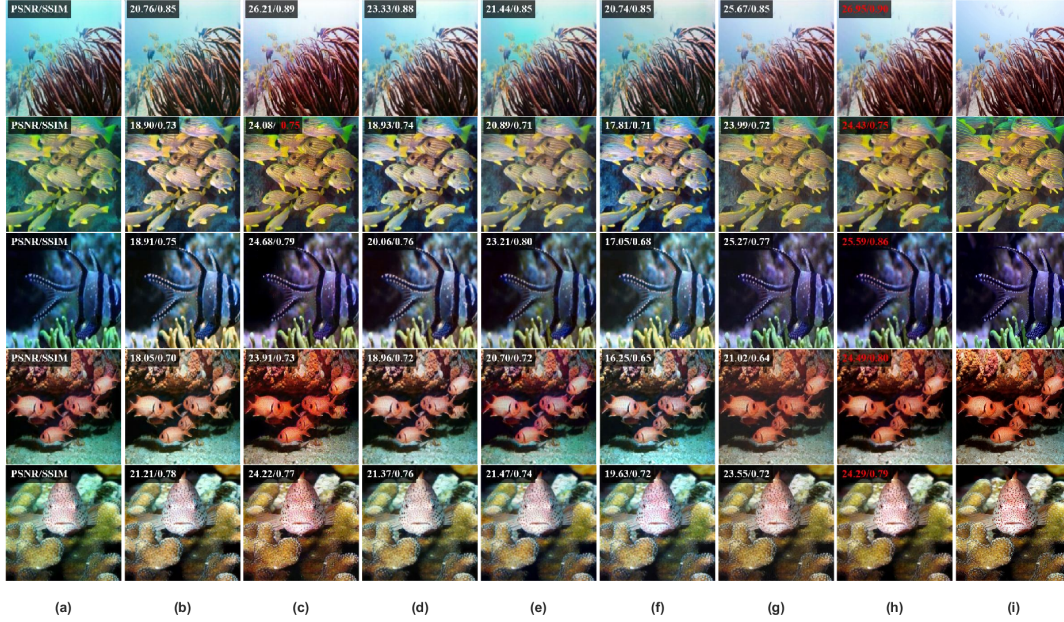 PSNR/SSIM 20.76/0.85 26.21/0.89 23.33/0.88 21.44/0.85 20.74/0.85 25.67/0.85
PSNR/SSIM 18.90/0.73 24.08/ 0.75 18.93/0.74 20.89/0.71 17.81/0.71 23.99/0.72 24.43/0.75
PSNR/SSIM 18.91/0.75 24.68/0.79 20.06/0.76 23.21/0.80 17.05/0.68 25.27/0.77 25.59/0.86
PSNR/SSIM 18.05/0.70 23.91/0.73 18.96/0.72 20.70/0.72 16.25/0.65 21.02/0.64 24.49/0.80
PSNR/SSIM 21.21/0.78 24.22/0.77 21.37/0.76 21.47/0.74 19.63/0.72 23.55/0.72 24.29/0.79
(a) (b) (c) (d) (e) (f) (g) (h) (i)